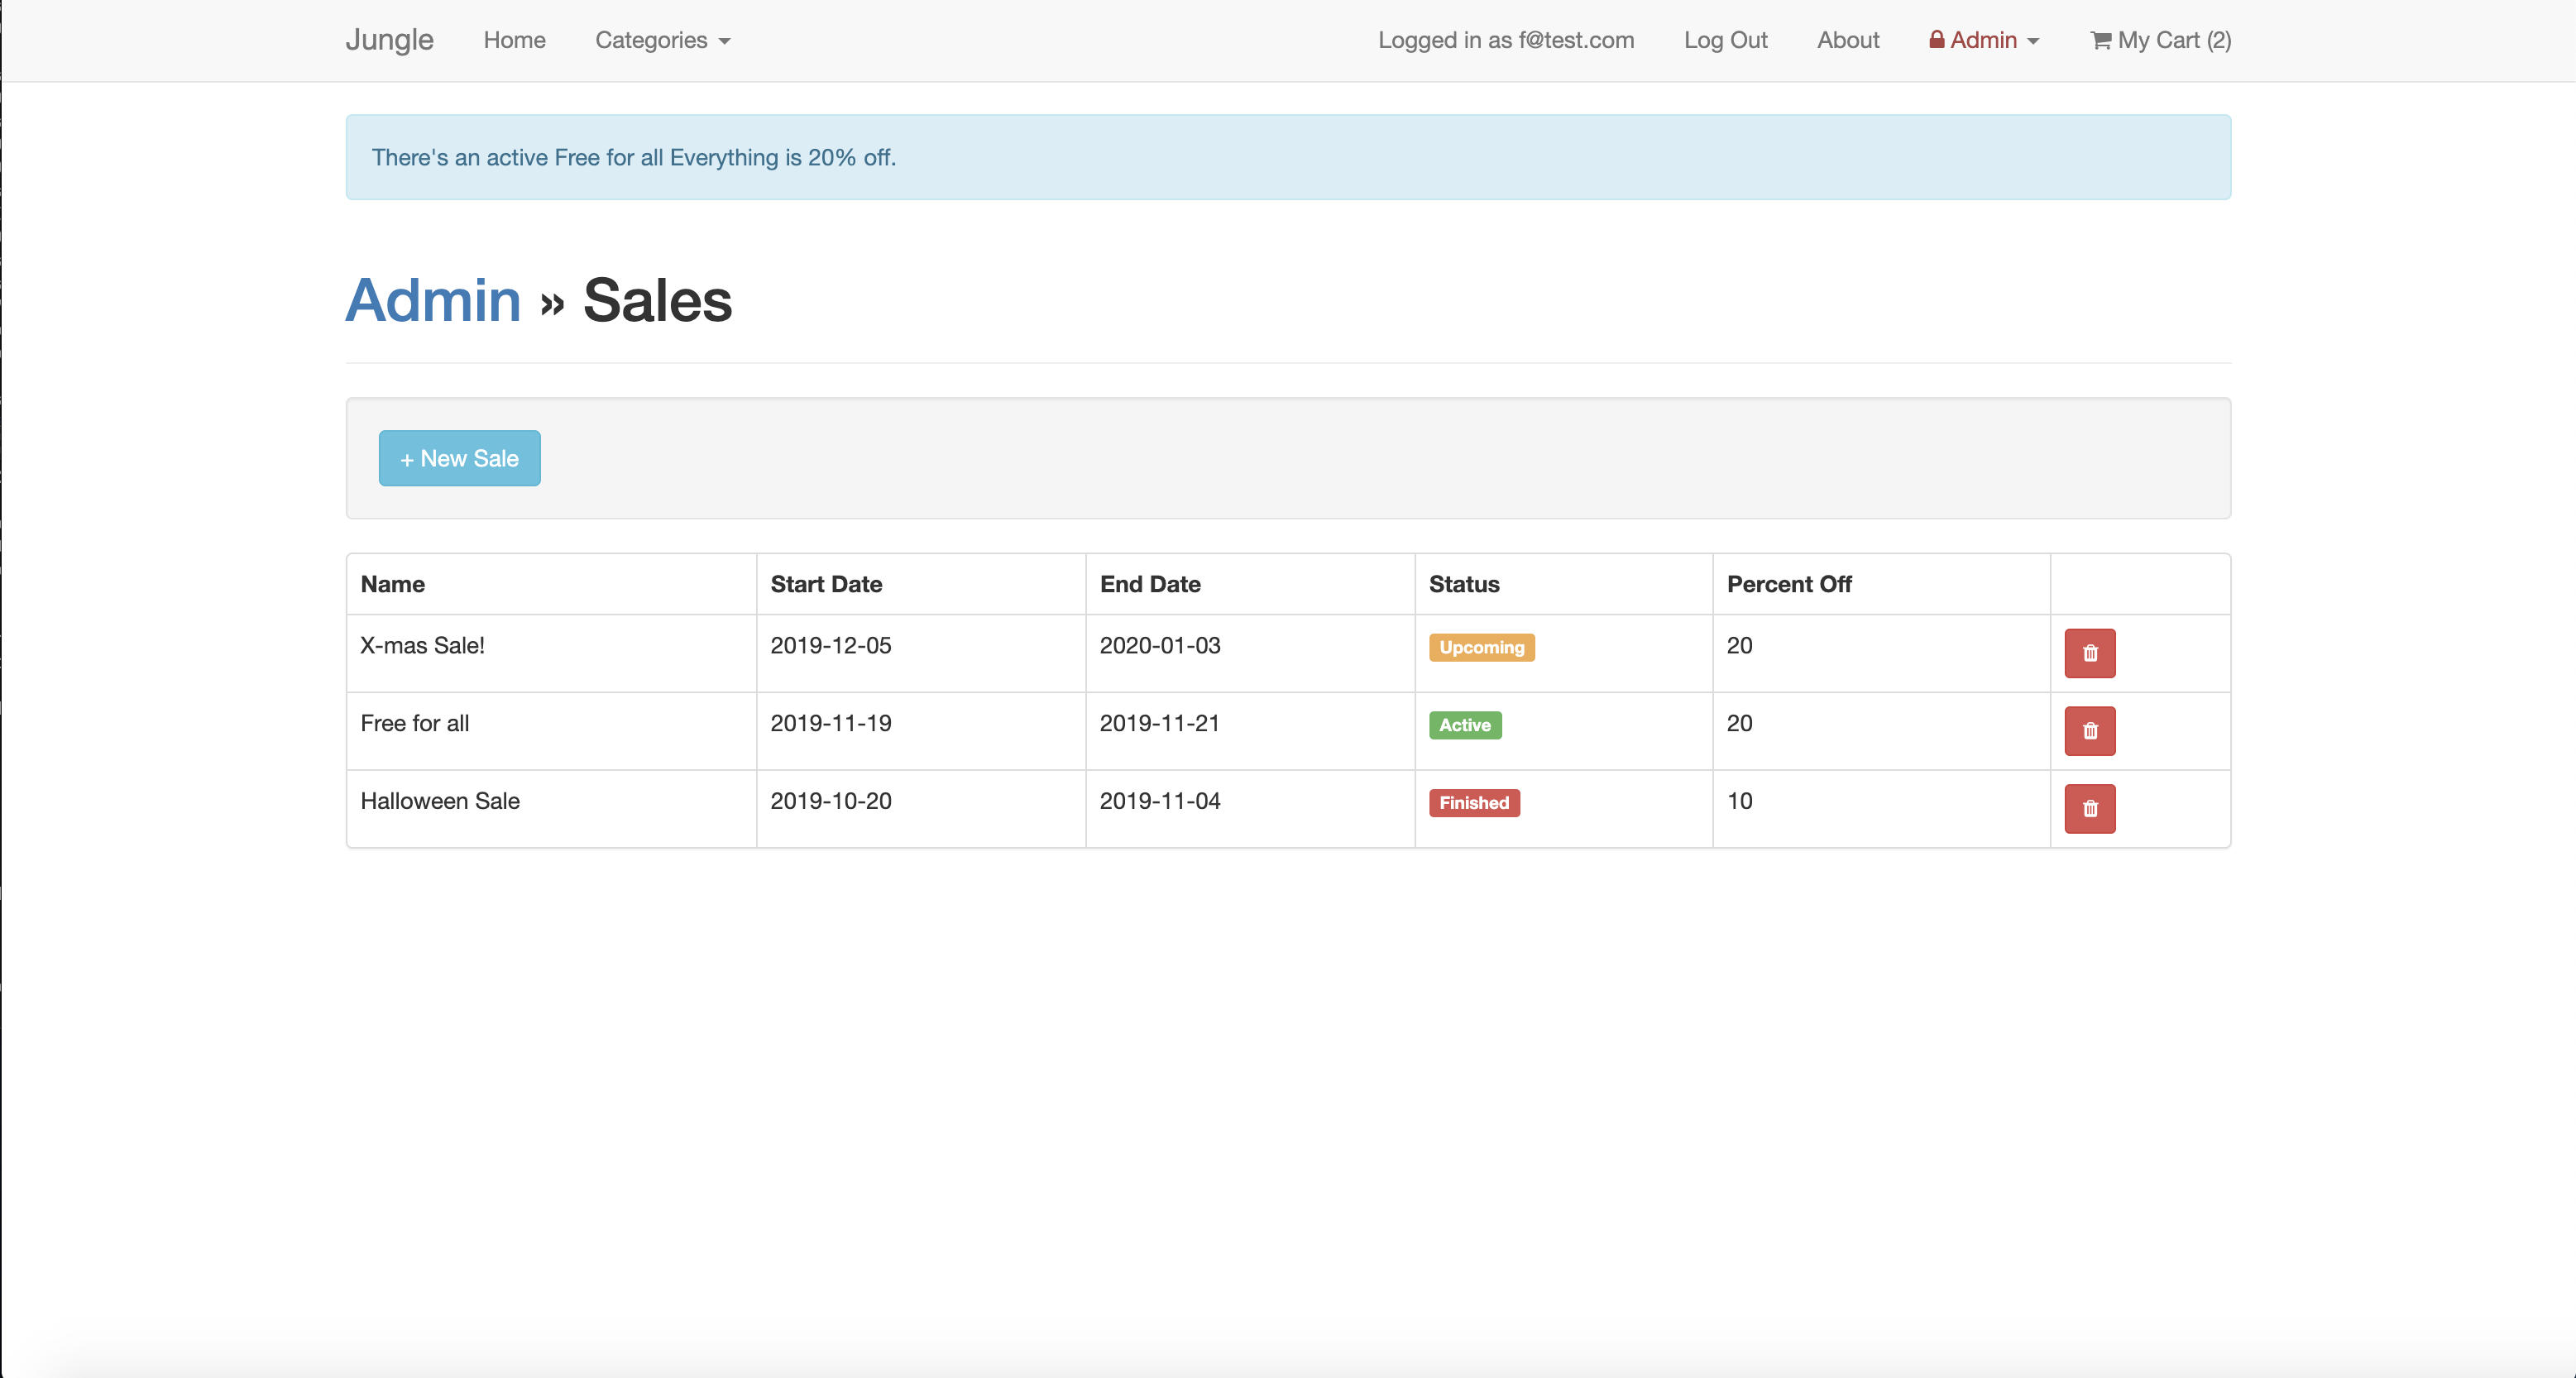 Jungle Home Categories Logged in as f@test.com Log Out About Admin My Cart (2)
There's an active Free for all Everything is 20% off.
Admin » Sales
+ New Sale
Name Start Date End Date Status Percent Off
X-mas Sale! 2019-12-05 2020-01-03 Upcoming 20
Free for all 2019-11-19 2019-11-21 Active 20
Halloween Sale 2019-10-20 2019-11-04 Finished 10